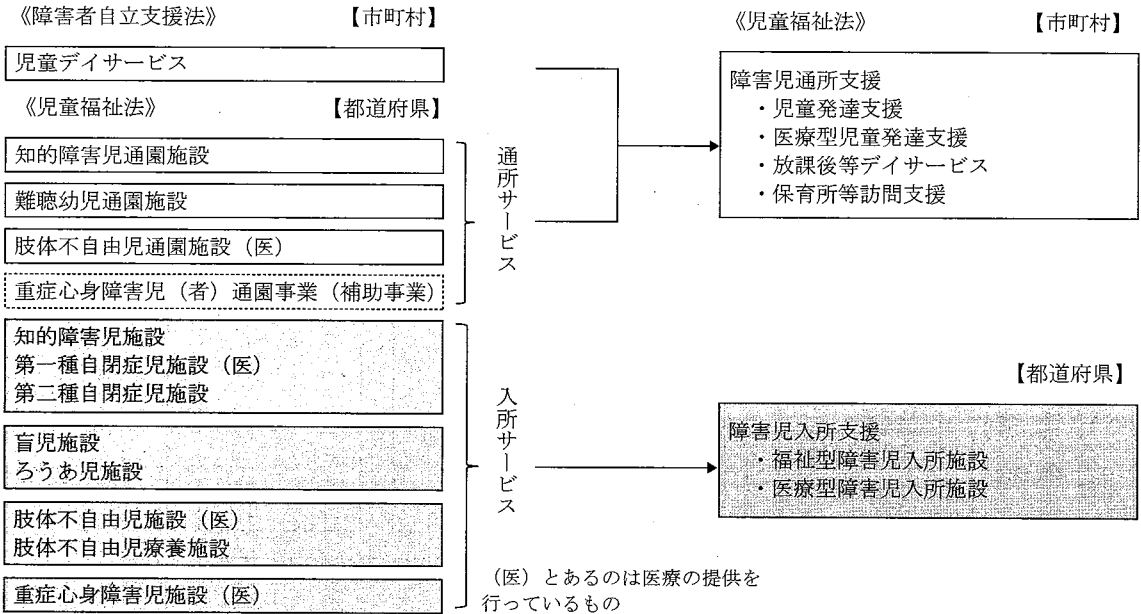 《障害者自立支援法》 【市町村】
児童デイサービス
《児童福祉法》 【都道府県】
知的障害児通園施設
難聴幼児通園施設
肢体不自由児通園施設（医）
重症心身障害児（者）通園事業（補助事業）
通所サービス
知的障害児施設
第一種自閉症児施設（医）
第二種自閉症児施設
盲児施設
ろうあ児施設
肢体不自由児施設（医）
肢体不自由児療養施設
重症心身障害児施設（医）
入所サービス
《児童福祉法》 【市町村】
障害児通所支援
・児童発達支援
・医療型児童発達支援
・放課後等デイサービス
・保育所等訪問支援
【都道府県】
障害児入所支援
・福祉型障害児入所施設
・医療型障害児入所施設
（医）とあるのは医療の提供を
行っているもの